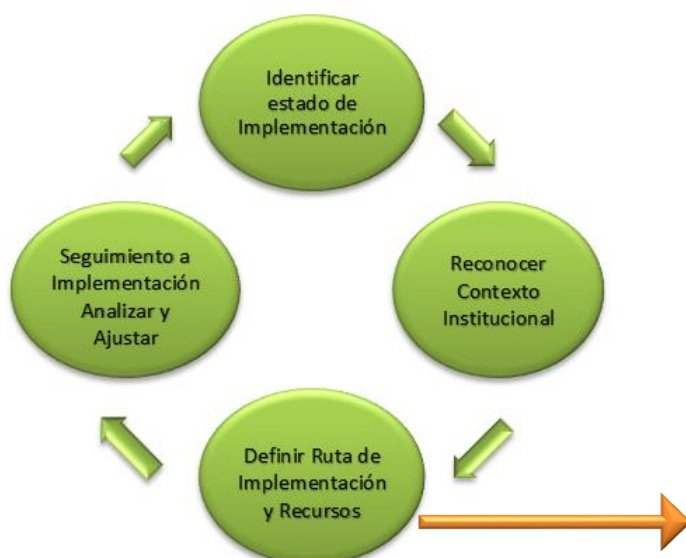 Identificar
estado de
Implementación
Reconocer
Contexto
Institucional
Definir Ruta de
Implementación
y Recursos
Seguimiento a
Implementación
Analizar y
Ajustar